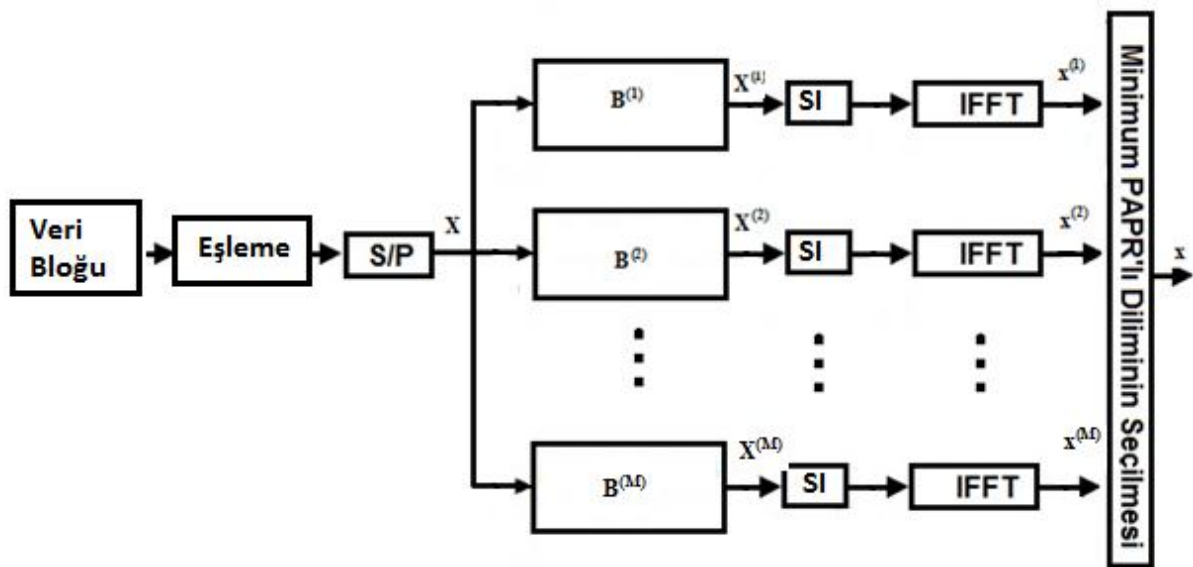 Veri
Bloğu
Eşleme
S/P
X
B(1)
X(1)
SI
IFFT
x(1)
B(2)
X(2)
SI
IFFT
x(2)
B(M)
X(M)
SI
IFFT
x(M)
Minimum PAPR'lı Diliminin Secilmesi
x